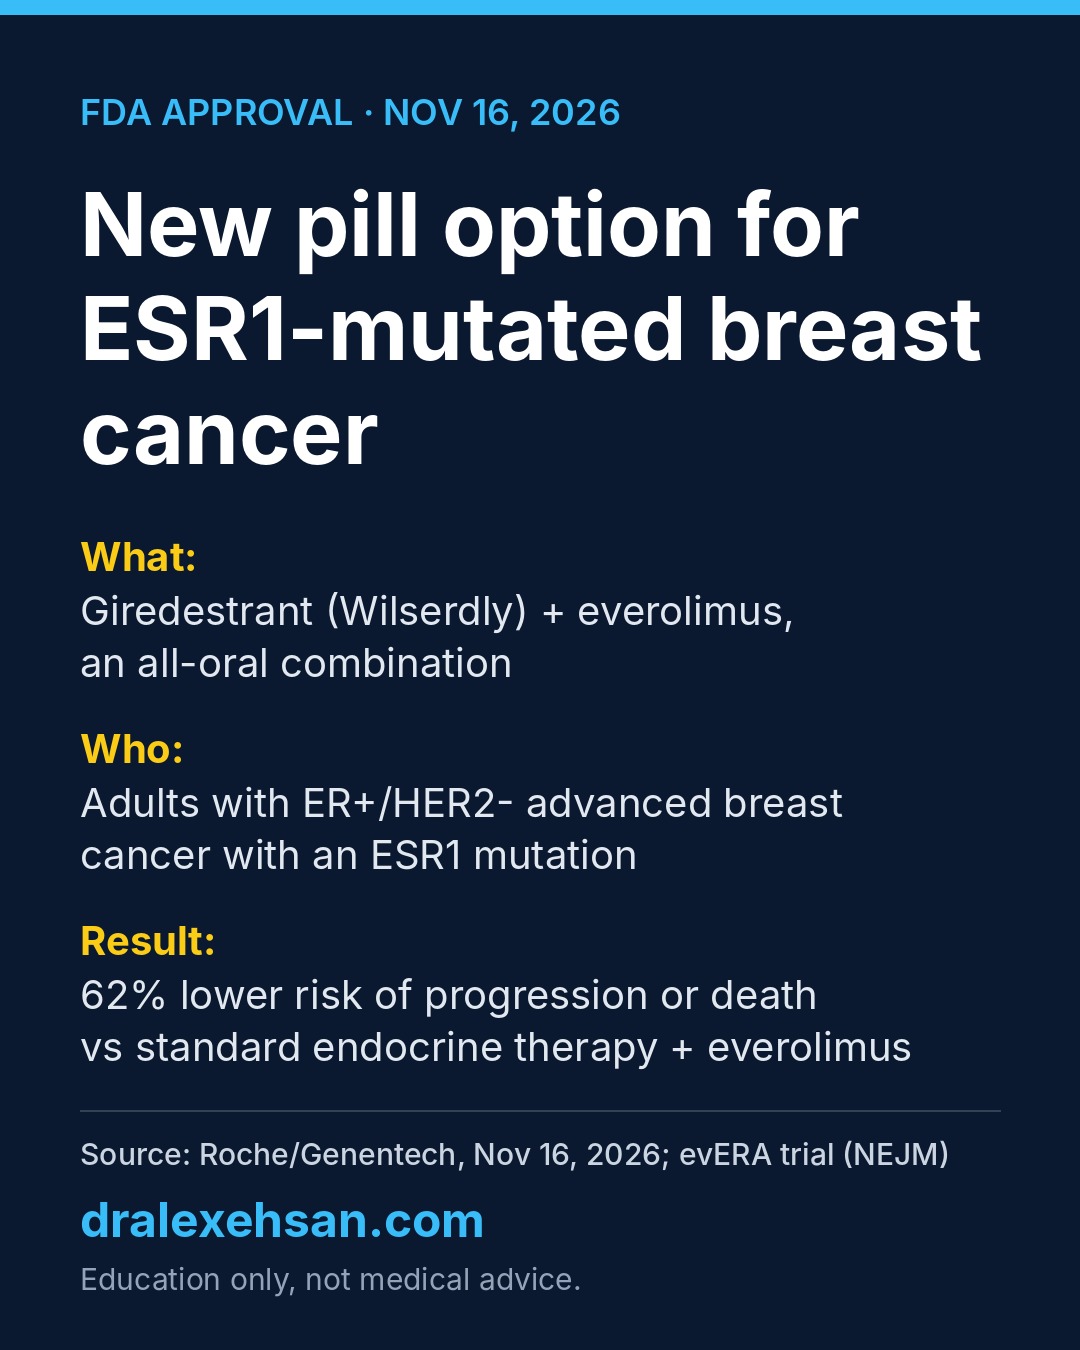 FDA APPROVAL · NOV 16, 2026
New pill option for
ESR1-mutated breast
cancer
What:
Giredestrant (Wilserdly) + everolimus,
an all-oral combination
Who:
Adults with ER+/HER2- advanced breast
cancer with an ESR1 mutation
Result:
62% lower risk of progression or death
vs standard endocrine therapy + everolimus
Source: Roche/Genentech, Nov 16, 2026; evERA trial (NEJM)
dralexehsan.com
Education only, not medical advice.